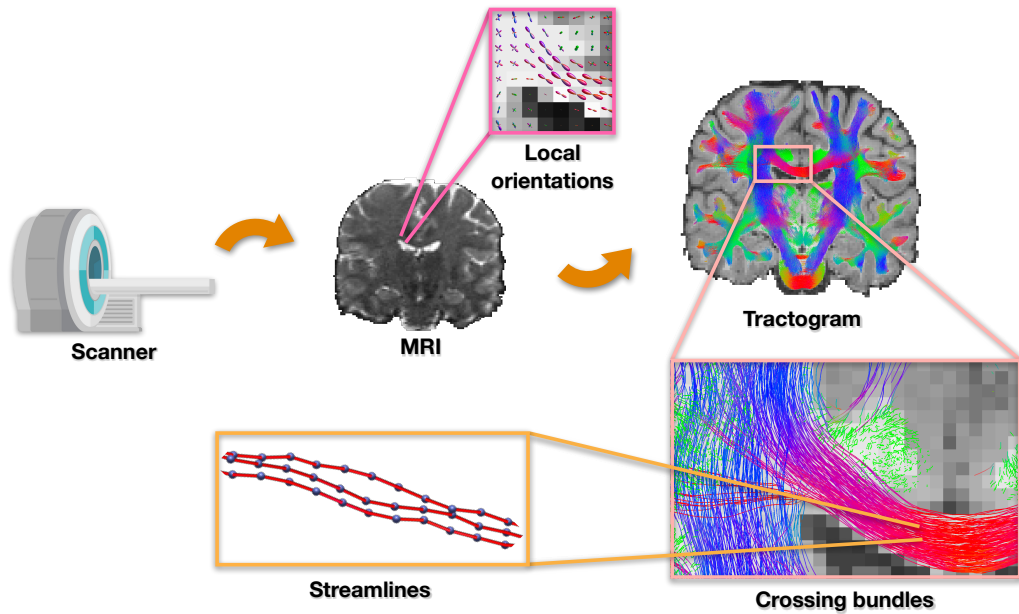 Local
orientations
Scanner
MRI
Tractogram
Streamlines
Crossing bundles